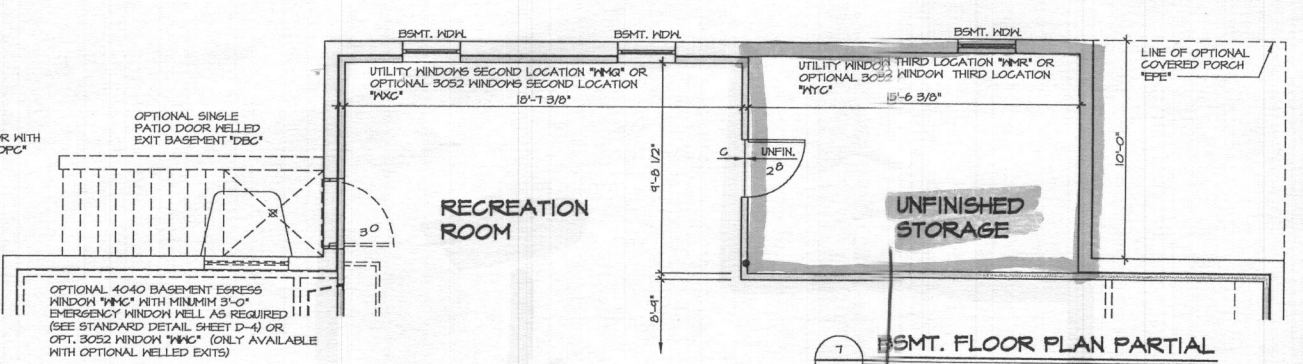 BSMT. WDW.
BSMT. WDW.
BSMT. WDW.
LINE OF OPTIONAL
COVERED PORCH
"EPE"
UTILITY WINDOWS SECOND LOCATION "WMQ" OR
OPTIONAL 3052 WINDOWS SECOND LOCATION
"WXC"
18'-7 3/8"
UTILITY WINDOW THIRD LOCATION "WMR" OR
OPTIONAL 3052 WINDOW THIRD LOCATION
"WYC"
15'-6 3/8"
OPTIONAL SINGLE
PATIO DOOR WELLED
EXIT BASEMENT "DBC"
OR WITH
"DPC"
9'-8 1/2"
C
UNFIN.
2⁸
10'-0"
3⁰
RECREATION
ROOM
UNFINISHED
STORAGE
OPTIONAL 4040 BASEMENT EGRESS
WINDOW "WMC" WITH MINUMIM 3'-0"
EMERGENCY WINDOW WELL AS REQUIRED
(SEE STANDARD DETAIL SHEET D-4) OR
OPT. 3052 WINDOW "WWC" (ONLY AVAILABLE
WITH OPTIONAL WELLED EXITS)
8'-9"
7
BSMT. FLOOR PLAN PARTIAL